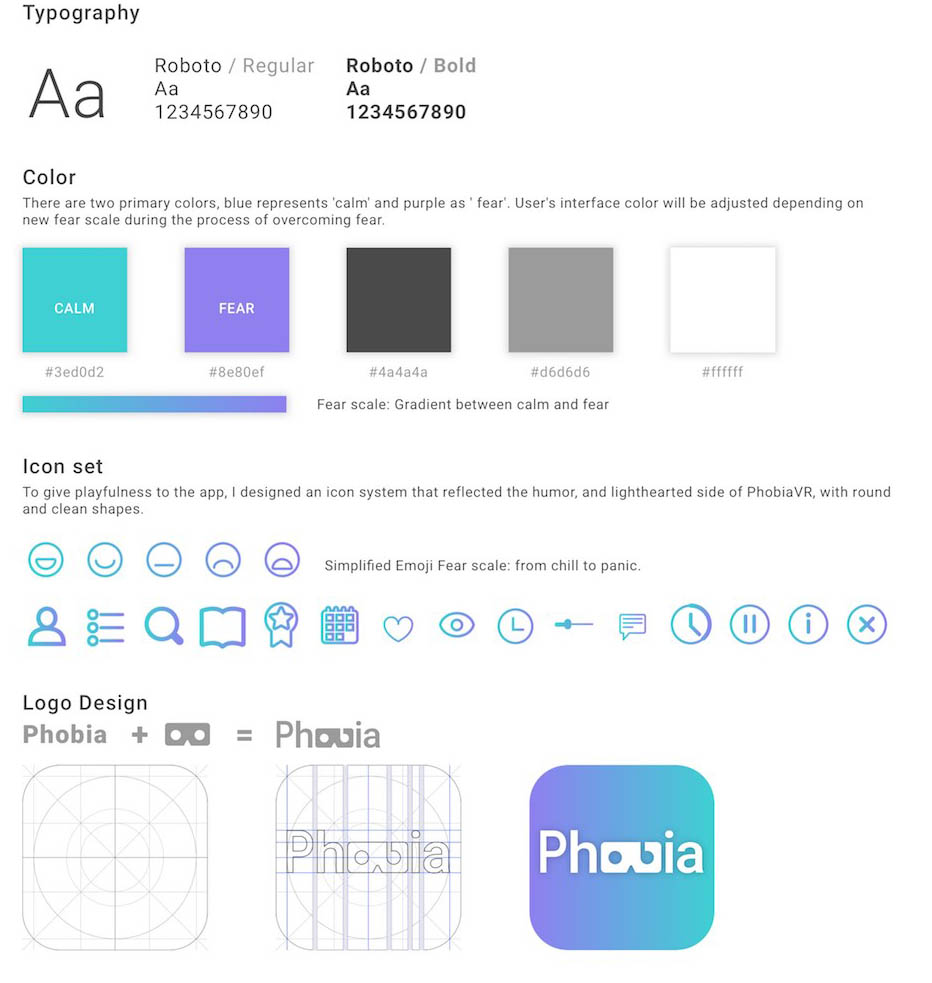 Typography
Aa
Roboto / Regular
Aa
1234567890
Roboto / Bold
Aa
1234567890
Color
There are two primary colors, blue represents 'calm' and purple as ' fear'. User's interface color will be adjusted depending on
new fear scale during the process of overcoming fear.
CALM
FEAR
#3ed0d2
#8e80ef
#4a4a4a
#d6d6d6
#ffffff
Fear scale: Gradient between calm and fear
Icon set
To give playfulness to the app, I designed an icon system that reflected the humor, and lighthearted side of PhobiaVR, with round
and clean shapes.
Simplified Emoji Fear scale: from chill to panic.
Logo Design
Phobia + = Phobia
Phobia
Phobia